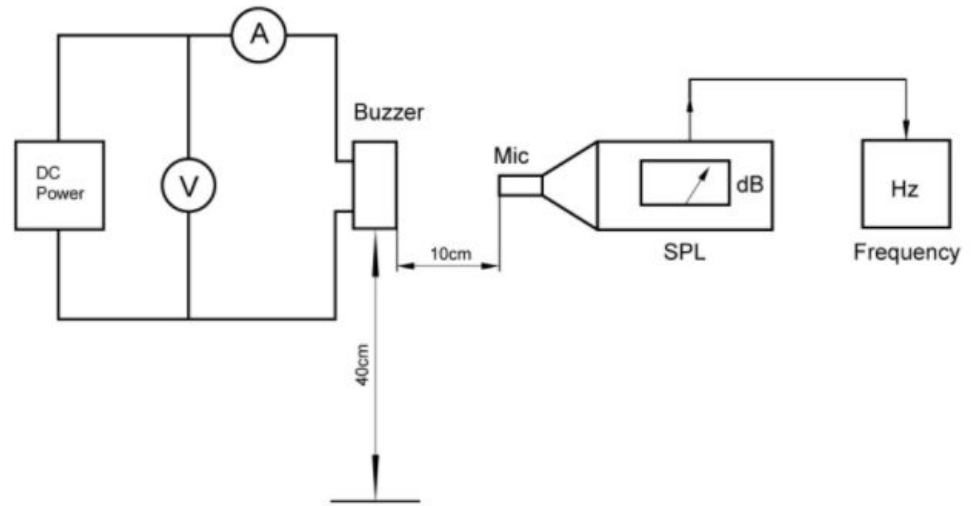 A
Buzzer
DC
Power
V
Mic
dB
Hz
SPL
Frequency
10cm
40cm